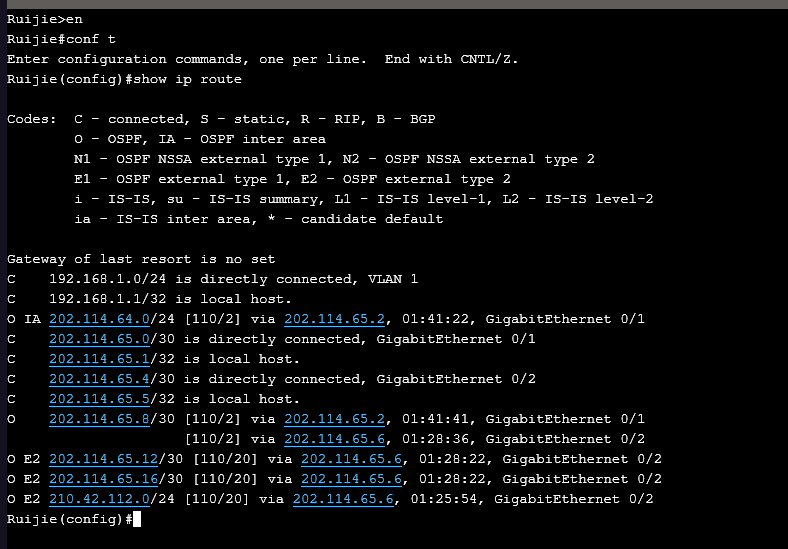 Ruijie>en
Ruijie#conf t
Enter configuration commands, one per line.  End with CNTL/Z.
Ruijie(config)#show ip route
Codes:  C - connected, S - static, R - RIP, B - BGP
        O - OSPF, IA - OSPF inter area
        N1 - OSPF NSSA external type 1, N2 - OSPF NSSA external type 2
        E1 - OSPF external type 1, E2 - OSPF external type 2
        i - IS-IS, su - IS-IS summary, L1 - IS-IS level-1, L2 - IS-IS level-2
        ia - IS-IS inter area, * - candidate default
Gateway of last resort is no set
C    192.168.1.0/24 is directly connected, VLAN 1
C    192.168.1.1/32 is local host.
O IA 202.114.64.0/24 [110/2] via 202.114.65.2, 01:41:22, GigabitEthernet 0/1
C    202.114.65.0/30 is directly connected, GigabitEthernet 0/1
C    202.114.65.1/32 is local host.
C    202.114.65.4/30 is directly connected, GigabitEthernet 0/2
C    202.114.65.5/32 is local host.
O    202.114.65.8/30 [110/2] via 202.114.65.2, 01:41:41, GigabitEthernet 0/1
                     [110/2] via 202.114.65.6, 01:28:36, GigabitEthernet 0/2
O E2 202.114.65.12/30 [110/20] via 202.114.65.6, 01:28:22, GigabitEthernet 0/2
O E2 202.114.65.16/30 [110/20] via 202.114.65.6, 01:28:22, GigabitEthernet 0/2
O E2 210.42.112.0/24 [110/20] via 202.114.65.6, 01:25:54, GigabitEthernet 0/2
Ruijie(config)#